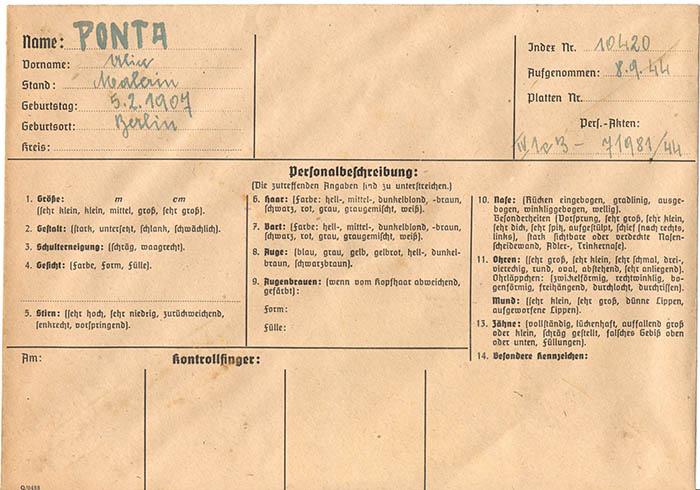 Name: PONTA
Vorname:
Stand: Malerin
Geburtstag: 5.2.1907
Geburtsort: Berlin
Kreis:
Index Nr. 10420
Aufgenommen: 8.9.44
Platten Nr.
Pers.-Akten:
71981/44
Personalbeschreibung:
(Die zutreffenden Angaben sind zu unterstreichen.)
1. Größe: m cm
(sehr klein, klein, mittel, groß, sehr groß).
2. Gestalt: (stark, untersetzt, schlank, schwächlich).
3. Schulterneigung: (schräg, waagrecht).
4. Gesicht: (Farbe, Form, Fülle).
5. Stirn: (sehr hoch, sehr niedrig, zurückweichend,
senkrecht, vorspringend).
6. Haar: (Farbe: hell-, mittel-, dunkelblond, -braun,
schwarz, rot, grau, graugemischt, weiß).
7. Bart: (Farbe: hell-, mittel-, dunkelblond, -braun,
schwarz, rot, grau, graugemischt, weiß).
8. Auge: (blau, grau, gelb, gelbrot, hell-, dunkel-
braun, schwarzbraun).
9. Augenbrauen: (wenn vom Kopfhaar abweichend,
gefärbt):
Form:
Fülle:
10. Nase: (Rücken eingebogen, gradlinig, ausge-
bogen, winkliggebogen, wellig).
Besonderheiten (Vorsprung, sehr groß, sehr klein,
sehr dick, sehr spitz, aufgestülpt, schief (nach rechts,
links), stark sichtbare oder verdeckte Nasen-
scheidewand, Adler-, Trinkernase).
11. Ohren: (sehr groß, sehr klein, sehr schmal, drei-,
viereckig, rund, oval, abstehend, sehr anliegend).
Ohrläppchen: (zwickelförmig, rechtwinklig, bo-
genförmig, freihängend, durchlocht, durchrissen).
Mund: (sehr klein, sehr groß, dünne Lippen,
aufgeworfene Lippen).
13. Zähne: (vollständig, lückenhaft, auffallend groß
oder klein, schräg gestellt, falsches Gebiß oben
oder unten, Füllungen).
14. Besondere Kennzeichen:
Am:
Kontrollfinger:
Q/0488